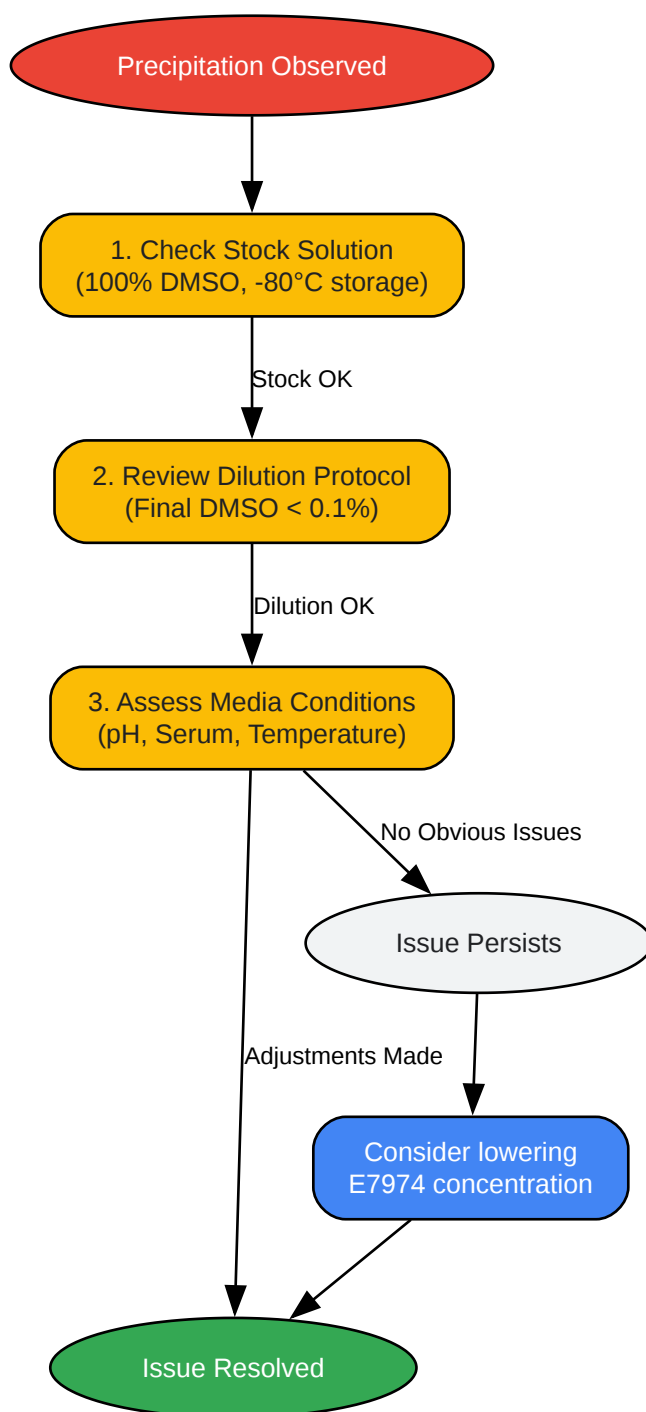 Precipitation Observed
1. Check Stock Solution
(100% DMSO, -80°C storage)
Stock OK
2. Review Dilution Protocol
(Final DMSO < 0.1%)
Dilution OK
3. Assess Media Conditions
(pH, Serum, Temperature)
No Obvious Issues
Issue Persists
Adjustments Made
Consider lowering
E7974 concentration
Issue Resolved